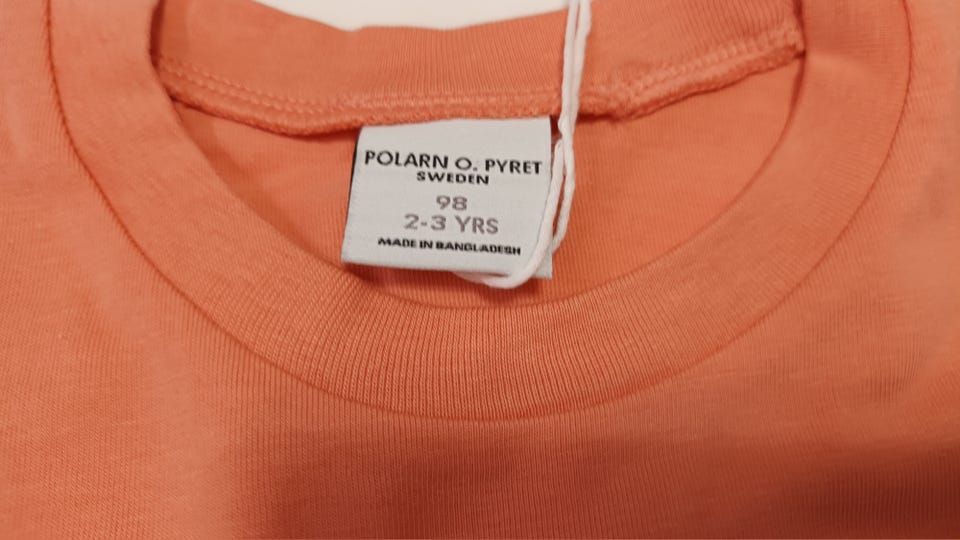 POLARN O. PYRET
SWEDEN
98
2-3 YRS
MADE IN BANGLADESH